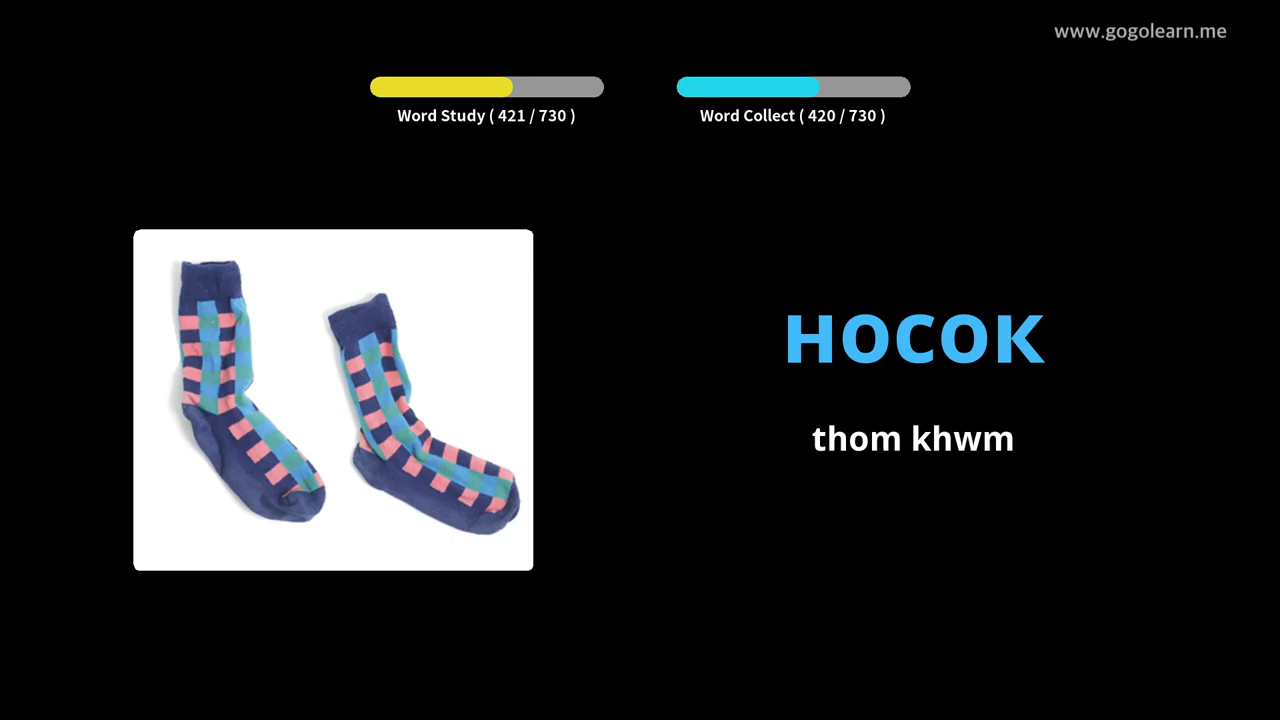 www.gogolearn.me
Word Study ( 421 / 730 )
Word Collect ( 420 / 730 )
НОСОК
thom khwm